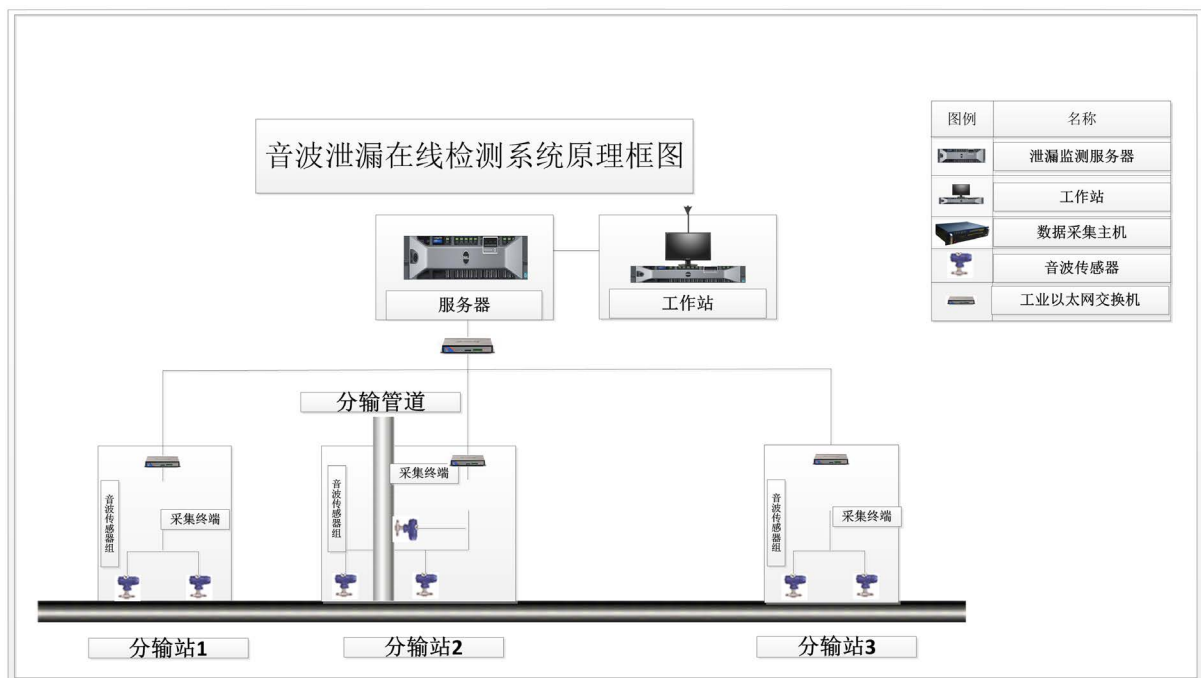 音波泄漏在线检测系统原理框图
图例 名称
泄漏监测服务器
工作站
数据采集主机
音波传感器
工业以太网交换机
服务器
工作站
分输管道
音波传感器组
采集终端
音波传感器组
采集终端
音波传感器组
采集终端
分输站1
分输站2
分输站3